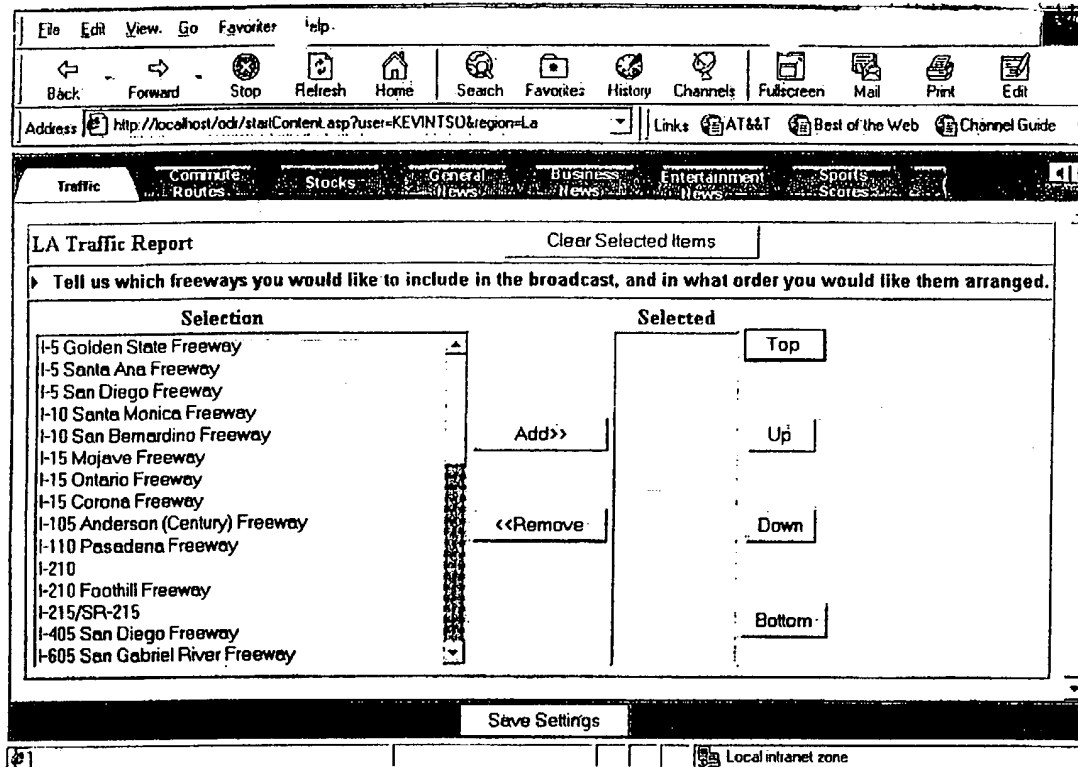 File Edit View. Go Favorites Help
Back Forward Stop Refresh Home Search Favorites History Channels Fullscreen Mail Print Edit
Address http://localhost/odr/startContent.asp?user=KEVINTSU&region=La Links AT&T Best of the Web Channel Guide
Traffic Commute Routes Stocks General News Business News Entertainment News Sports Scores
LA Traffic Report Clear Selected Items
Tell us which freeways you would like to include in the broadcast, and in what order you would like them arranged.
Selection Selected
I-5 Golden State Freeway Top
I-5 Santa Ana Freeway
I-5 San Diego Freeway
I-10 Santa Monica Freeway
I-10 San Bernardino Freeway Add>> Up
I-15 Mojave Freeway
I-15 Ontario Freeway
I-15 Corona Freeway
I-105 Anderson (Century) Freeway <<Remove Down
I-110 Pasadena Freeway
I-210
I-210 Foothill Freeway
I-215/SR-215 Bottom
I-405 San Diego Freeway
I-605 San Gabriel River Freeway
Save Settings
Local intranet zone